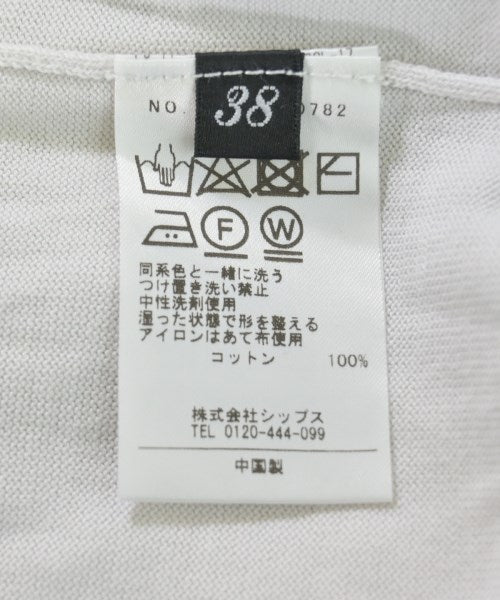 38
NO. 0782
F W
同系色と一緒に洗う
つけ置き洗い禁止
中性洗剤使用
湿った状態で形を整える
アイロンはあて布使用
コットン 100%
株式会社シップス
TEL 0120-444-099
中国製